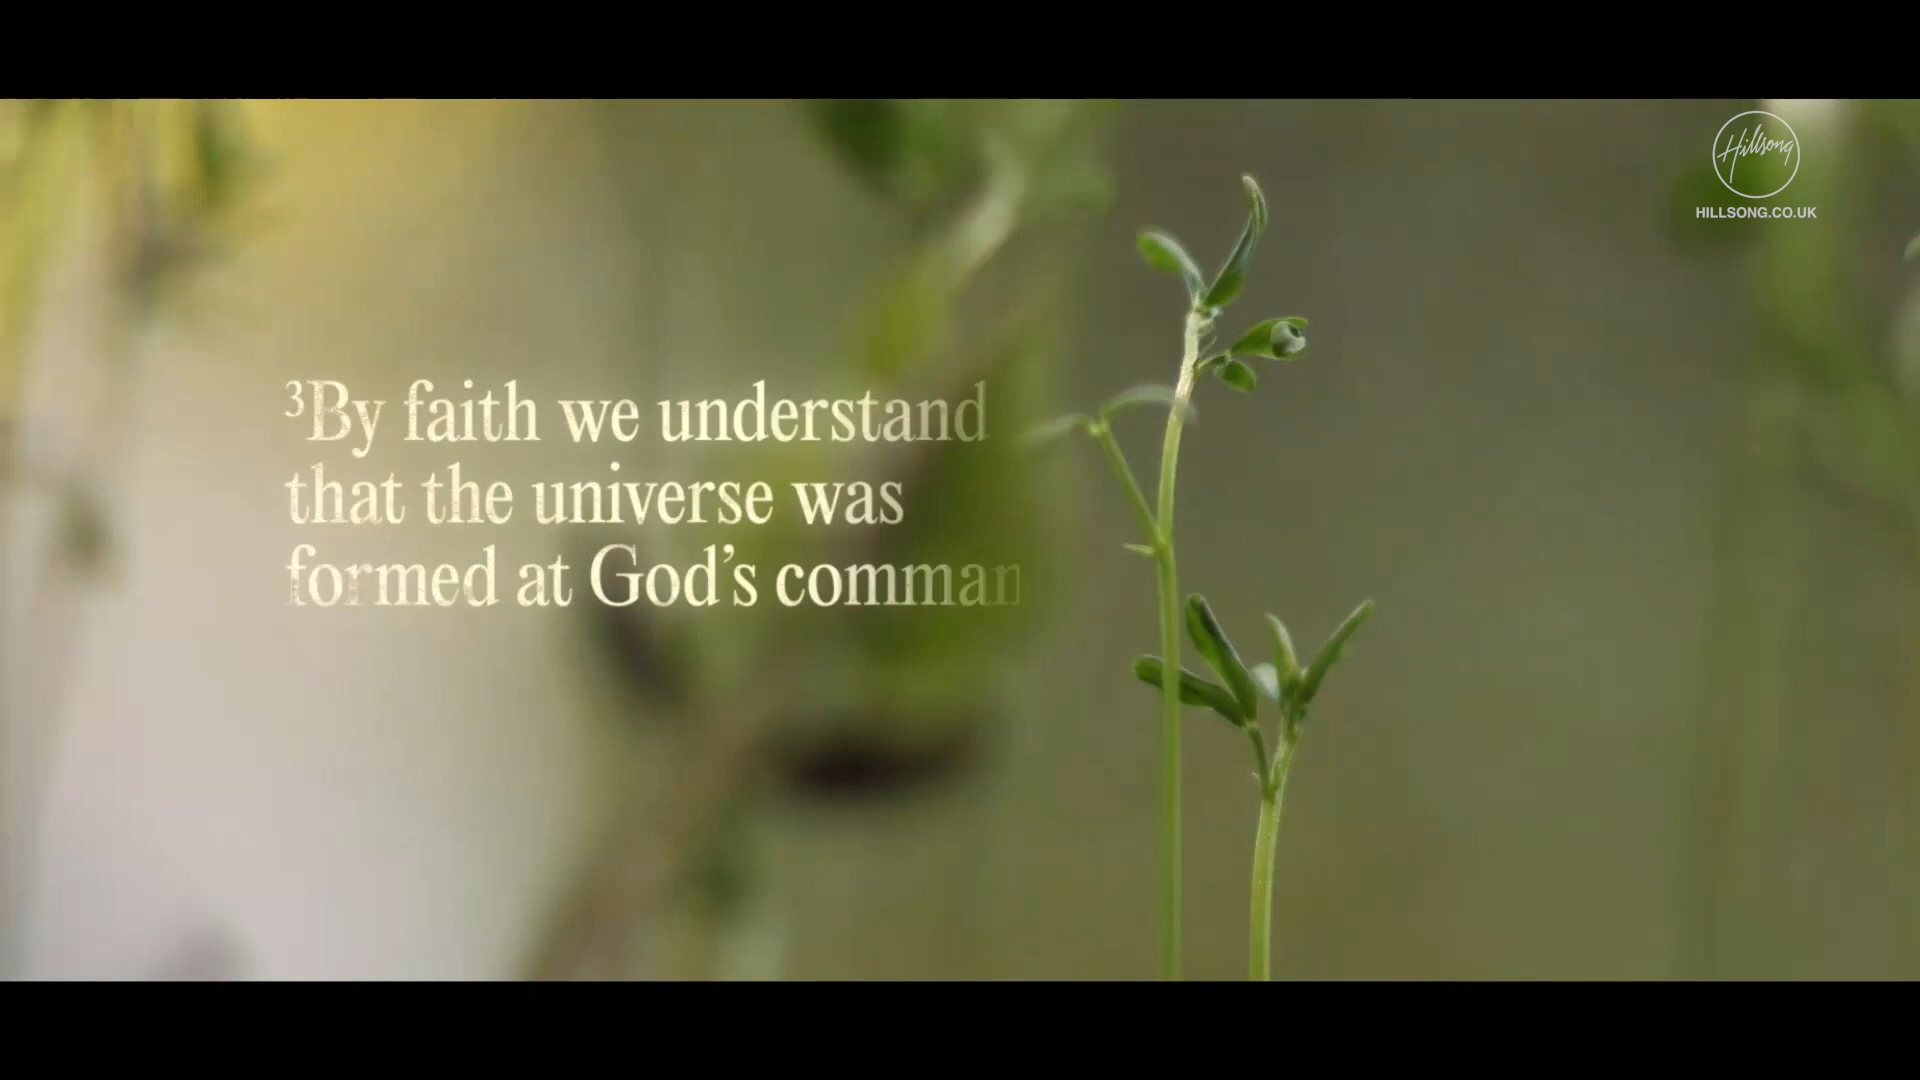 Hillsong
HILLSONG.CO.UK
³By faith we understand
that the universe was
formed at God’s comman